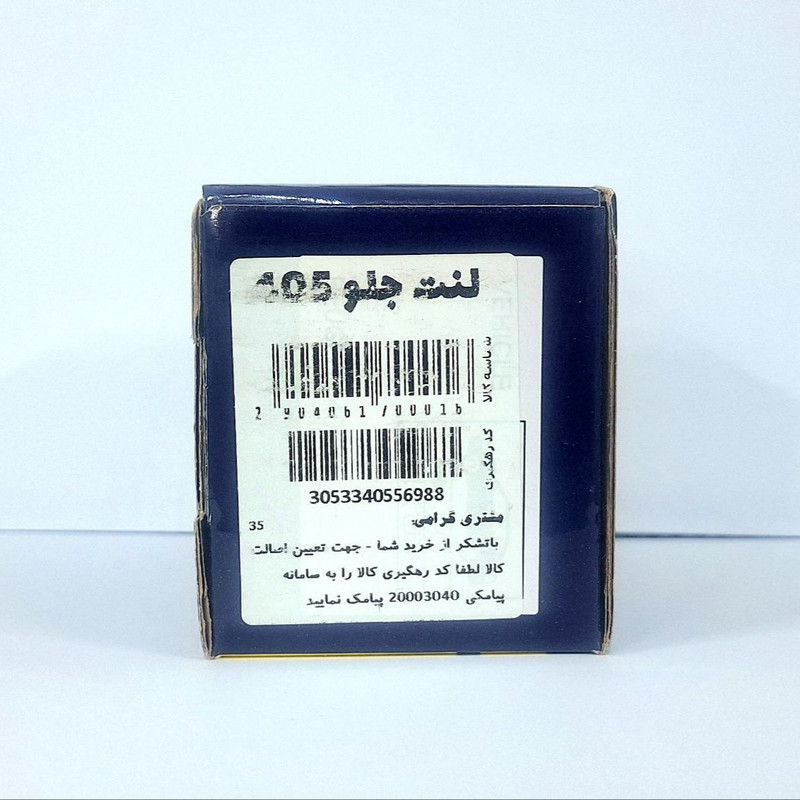 لنت جلو 405
شناسه کالا
2 904061 700016
کد رهگیری
3053340556988
مشتری گرامی:
35
باتشکر از خرید شما - جهت تعیین اصالت
کالا لطفا کد رهگیری کالا را به سامانه
پیامکی 20003040 پیامک نمایید